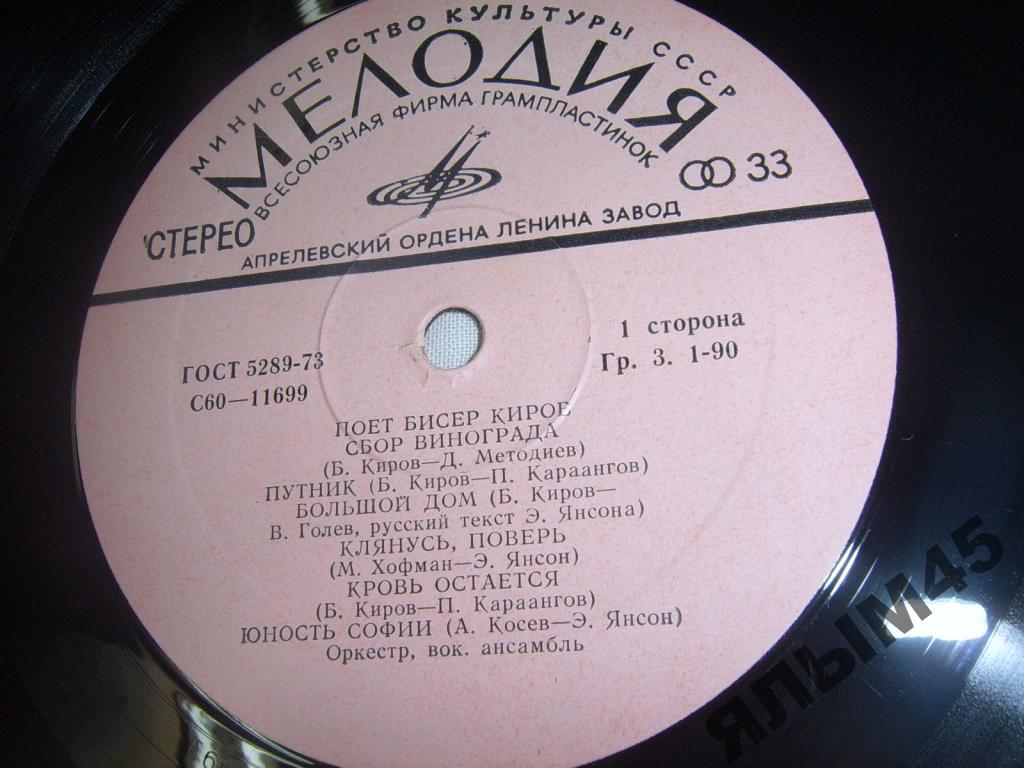 МИНИСТЕРСТВО КУЛЬТУРЫ СССР
МЕЛОДИЯ
ВСЕСОЮЗНАЯ ФИРМА ГРАМПЛАСТИНОК
33
СТЕРЕО
АПРЕЛЕВСКИЙ ОРДЕНА ЛЕНИНА ЗАВОД
ГОСТ 5289-73
С60—11699
1 сторона
Гр. 3. 1-90
ПОЕТ БИСЕР КИРОВ
СБОР ВИНОГРАДА
(Б. Киров—Д. Методиев)
ПУТНИК (Б. Киров—П. Караангов)
БОЛЬШОЙ ДОМ (Б. Киров—
В. Голев, русский текст Э. Янсона)
КЛЯНУСЬ, ПОВЕРЬ
(М. Хофман—Э. Янсон)
КРОВЬ ОСТАЕТСЯ
(Б. Киров—П. Караангов)
ЮНОСТЬ СОФИИ (А. Косев—Э. Янсон)
Оркестр, вок. ансамбль
ЯЛЫМ45